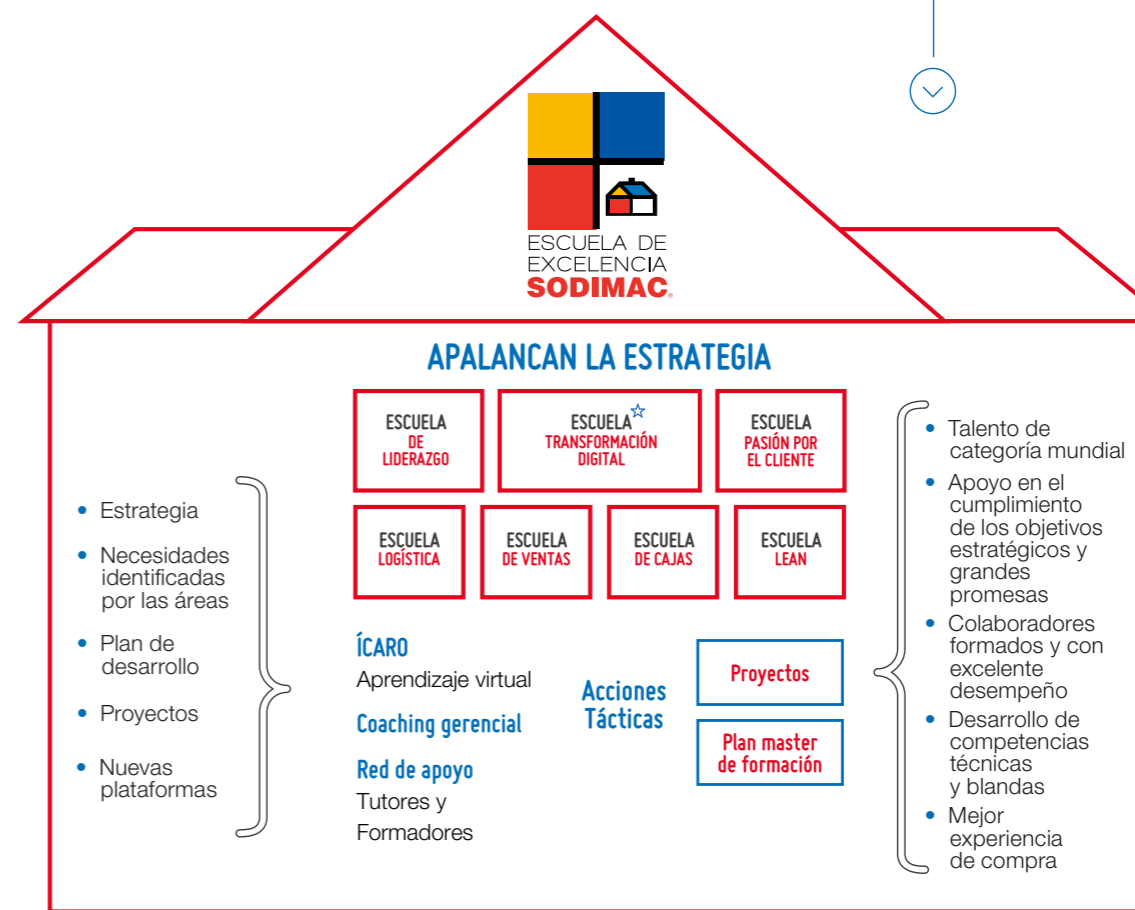 ESCUELA DE
EXCELENCIA
SODIMAC®
APALANCAN LA ESTRATEGIA
ESCUELA
DE
LIDERAZGO
ESCUELA
TRANSFORMACIÓN
DIGITAL
ESCUELA
PASIÓN POR
EL CLIENTE
ESCUELA
LOGÍSTICA
ESCUELA
DE VENTAS
ESCUELA
DE CAJAS
ESCUELA
LEAN
• Estrategia
• Necesidades
identificadas
por las áreas
• Plan de
desarrollo
• Proyectos
• Nuevas
plataformas
ÍCARO
Aprendizaje virtual
Coaching gerencial
Red de apoyo
Tutores y
Formadores
Acciones
Tácticas
Proyectos
Plan master
de formación
• Talento de
categoría mundial
• Apoyo en el
cumplimiento
de los objetivos
estratégicos y
grandes
promesas
• Colaboradores
formados y con
excelente
desempeño
• Desarrollo de
competencias
técnicas
y blandas
• Mejor
experiencia
de compra